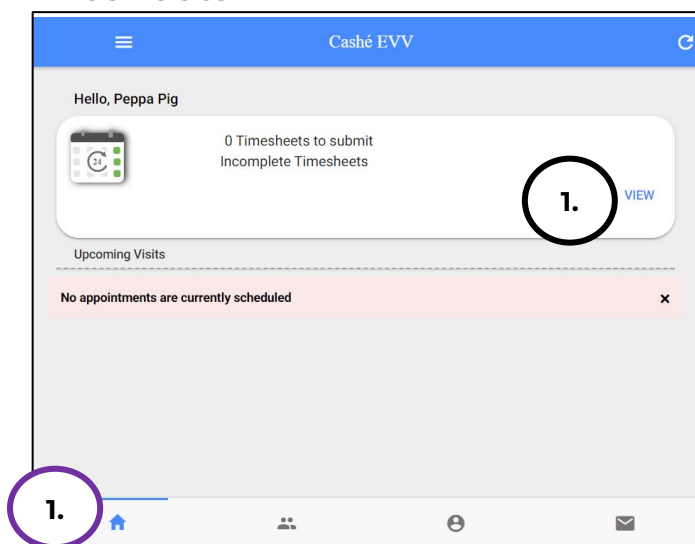 Cashé EVV
Hello, Peppa Pig
24
0 Timesheets to submit
Incomplete Timesheets
1.
VIEW
Upcoming Visits
No appointments are currently scheduled
×
1.